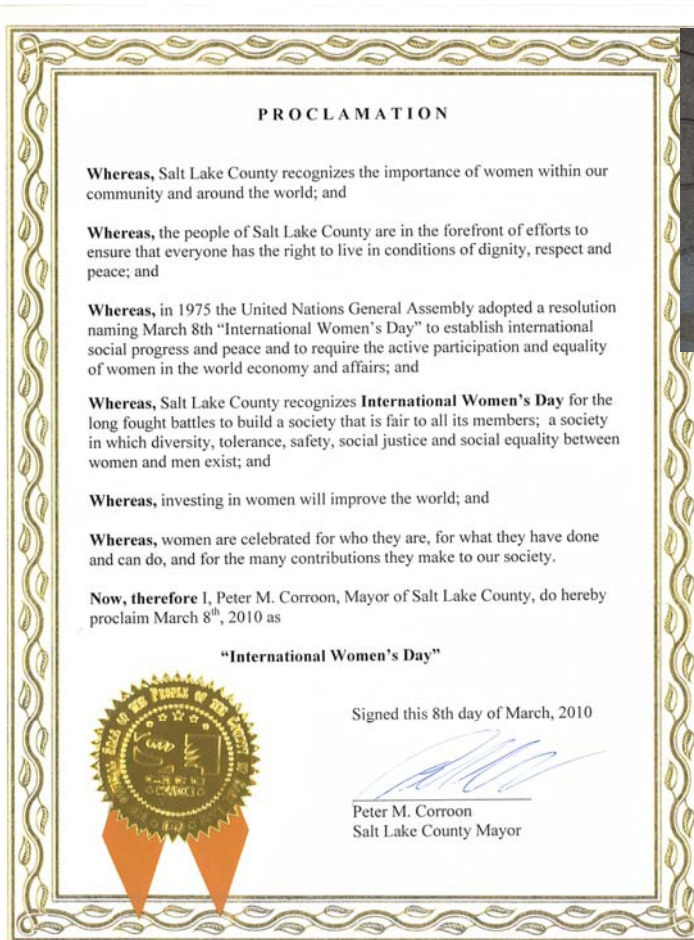 PROCLAMATION
Whereas, Salt Lake County recognizes the importance of women within our
community and around the world; and
Whereas, the people of Salt Lake County are in the forefront of efforts to
ensure that everyone has the right to live in conditions of dignity, respect and
peace; and
Whereas, in 1975 the United Nations General Assembly adopted a resolution
naming March 8th “International Women’s Day” to establish international
social progress and peace and to require the active participation and equality
of women in the world economy and affairs; and
Whereas, Salt Lake County recognizes International Women’s Day for the
long fought battles to build a society that is fair to all its members; a society
in which diversity, tolerance, safety, social justice and social equality between
women and men exist; and
Whereas, investing in women will improve the world; and
Whereas, women are celebrated for who they are, for what they have done
and can do, and for the many contributions they make to our society.
Now, therefore I, Peter M. Corroon, Mayor of Salt Lake County, do hereby
proclaim March 8th, 2010 as
“International Women’s Day”
Signed this 8th day of March, 2010
Peter M. Corroon
Salt Lake County Mayor
SEAL OF THE PEOPLE OF THE COUNTY OF